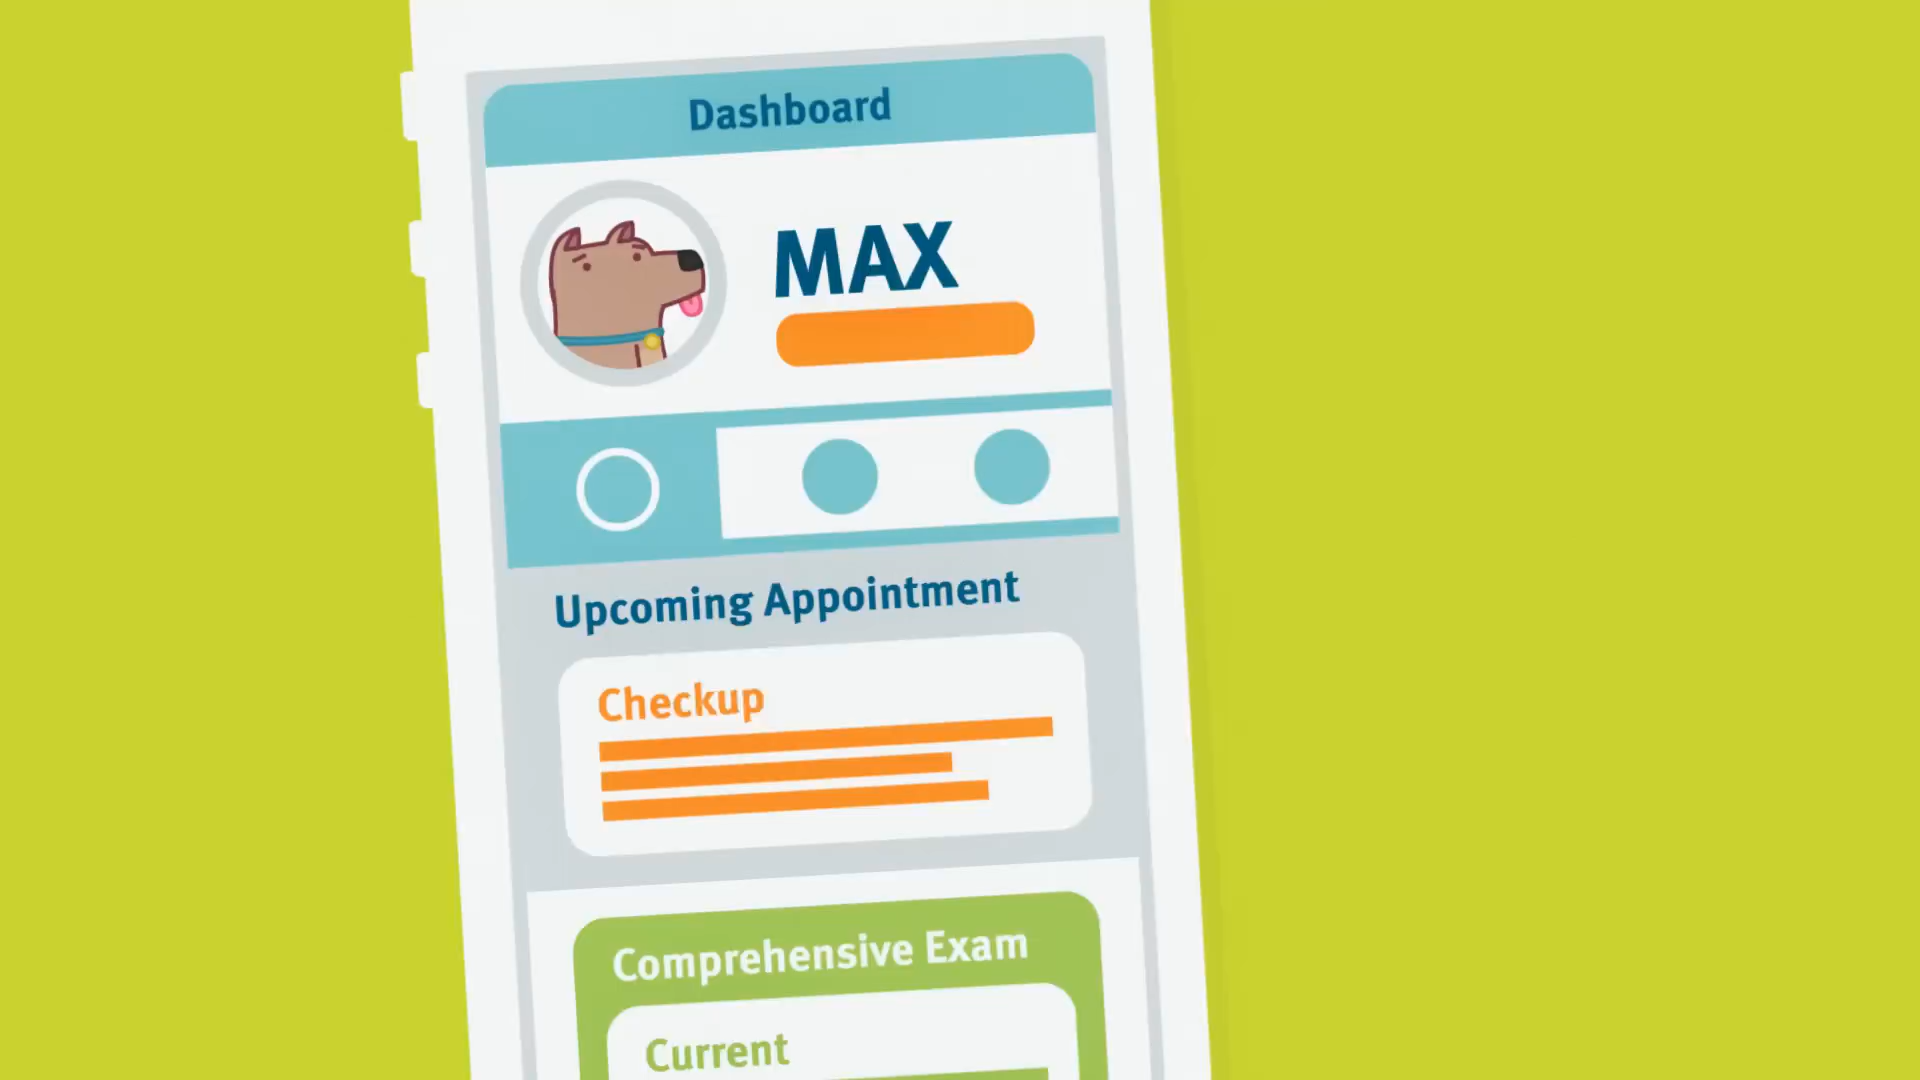 Dashboard
MAX
Upcoming Appointment
Checkup
Comprehensive Exam
Current